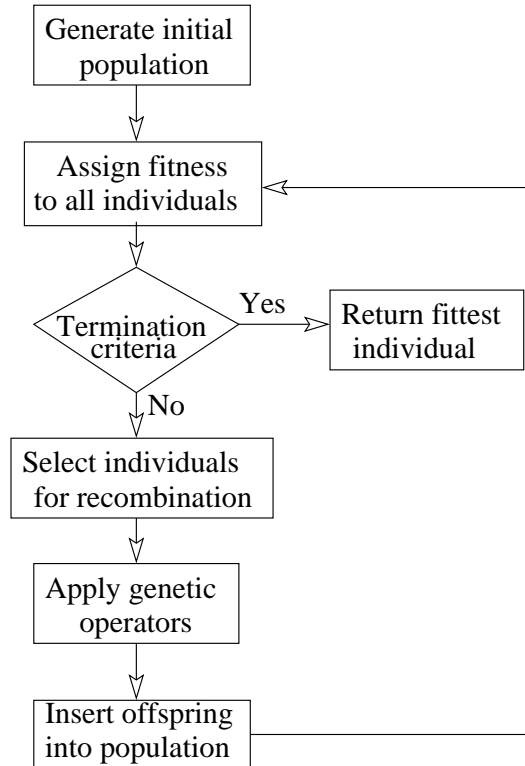 Generate initial
population
Assign fitness
to all individuals
Yes
Termination
criteria
Return fittest
individual
No
Select individuals
for recombination
Apply genetic
operators
Insert offspring
into population